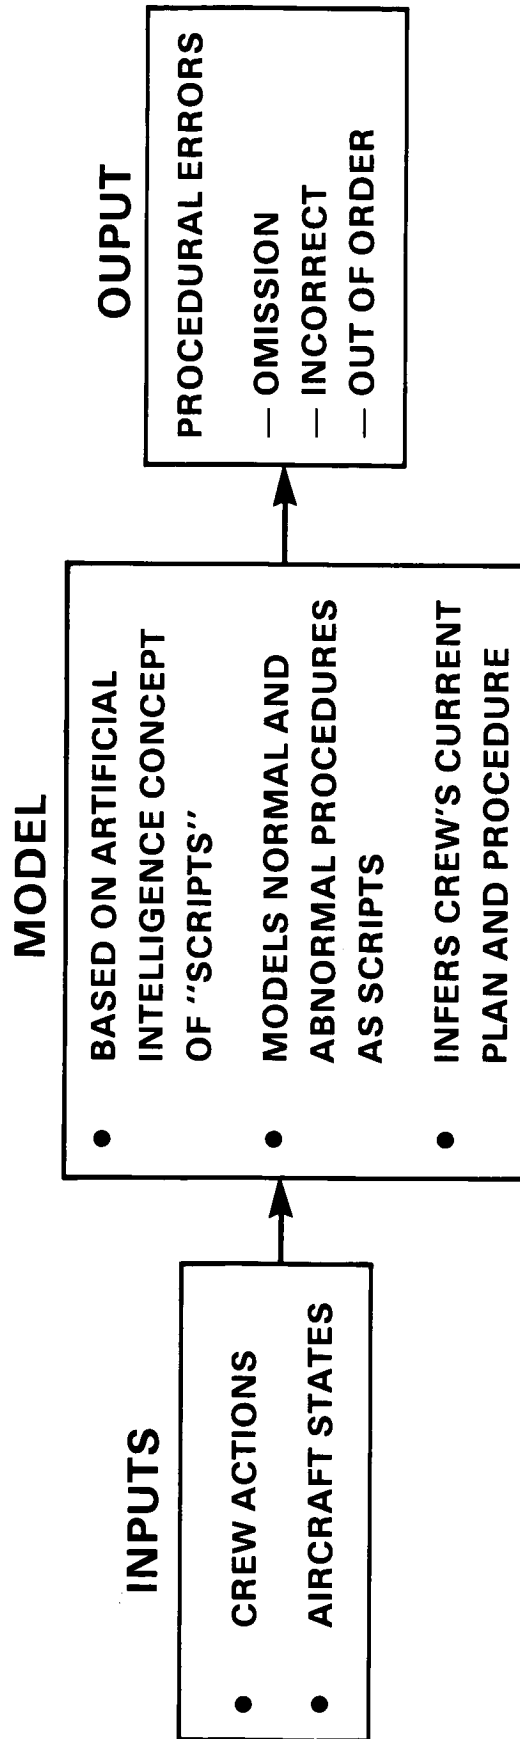 INPUTS
● CREW ACTIONS
● AIRCRAFT STATES
MODEL
● BASED ON ARTIFICIAL
INTELLIGENCE CONCEPT
OF "SCRIPTS"
● MODELS NORMAL AND
ABNORMAL PROCEDURES
AS SCRIPTS
● INFERS CREW'S CURRENT
PLAN AND PROCEDURE
OUPUT
PROCEDURAL ERRORS
— OMISSION
— INCORRECT
— OUT OF ORDER